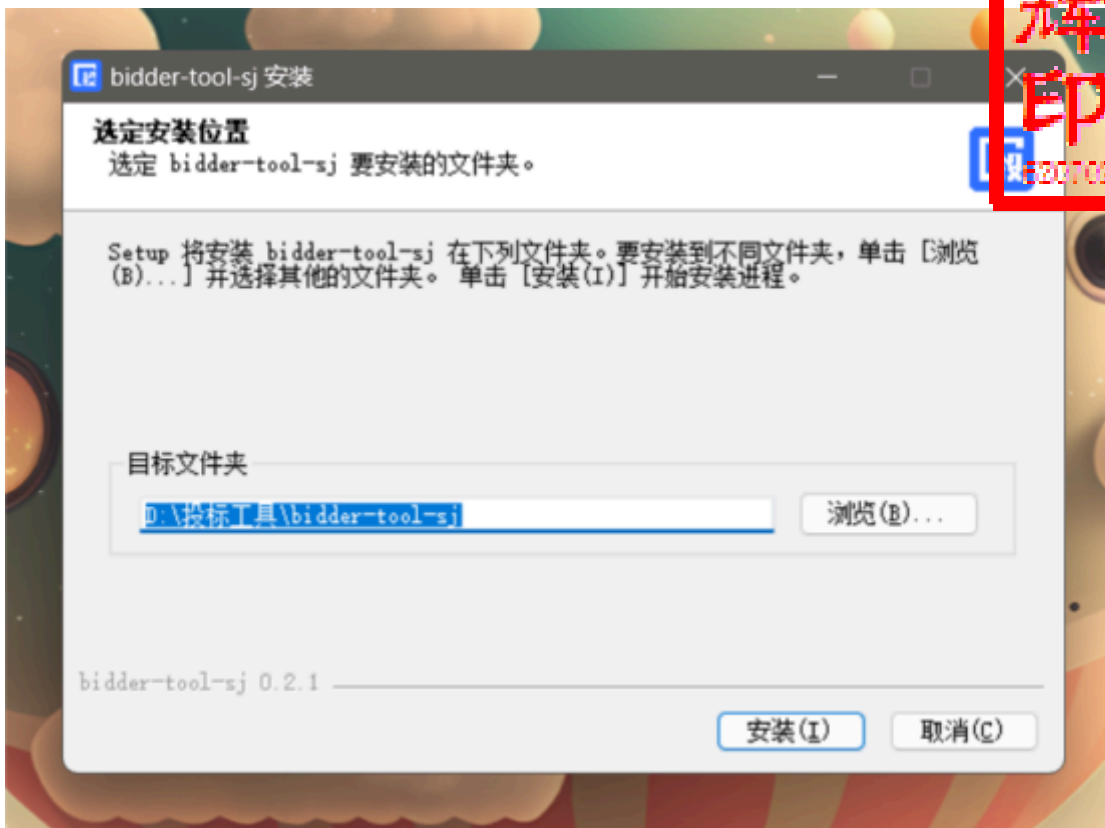 bidder-tool-sj 安装
选定安装位置
选定 bidder-tool-sj 要安装的文件夹。
Setup 将安装 bidder-tool-sj 在下列文件夹。要安装到不同文件夹，单击 [浏览
(B)...] 并选择其他的文件夹。 单击 [安装(I)] 开始安装进程。
目标文件夹
D:\投标工具\bidder-tool-sj
浏览(B)...
bidder-tool-sj 0.2.1
安装(I)
取消(C)
印